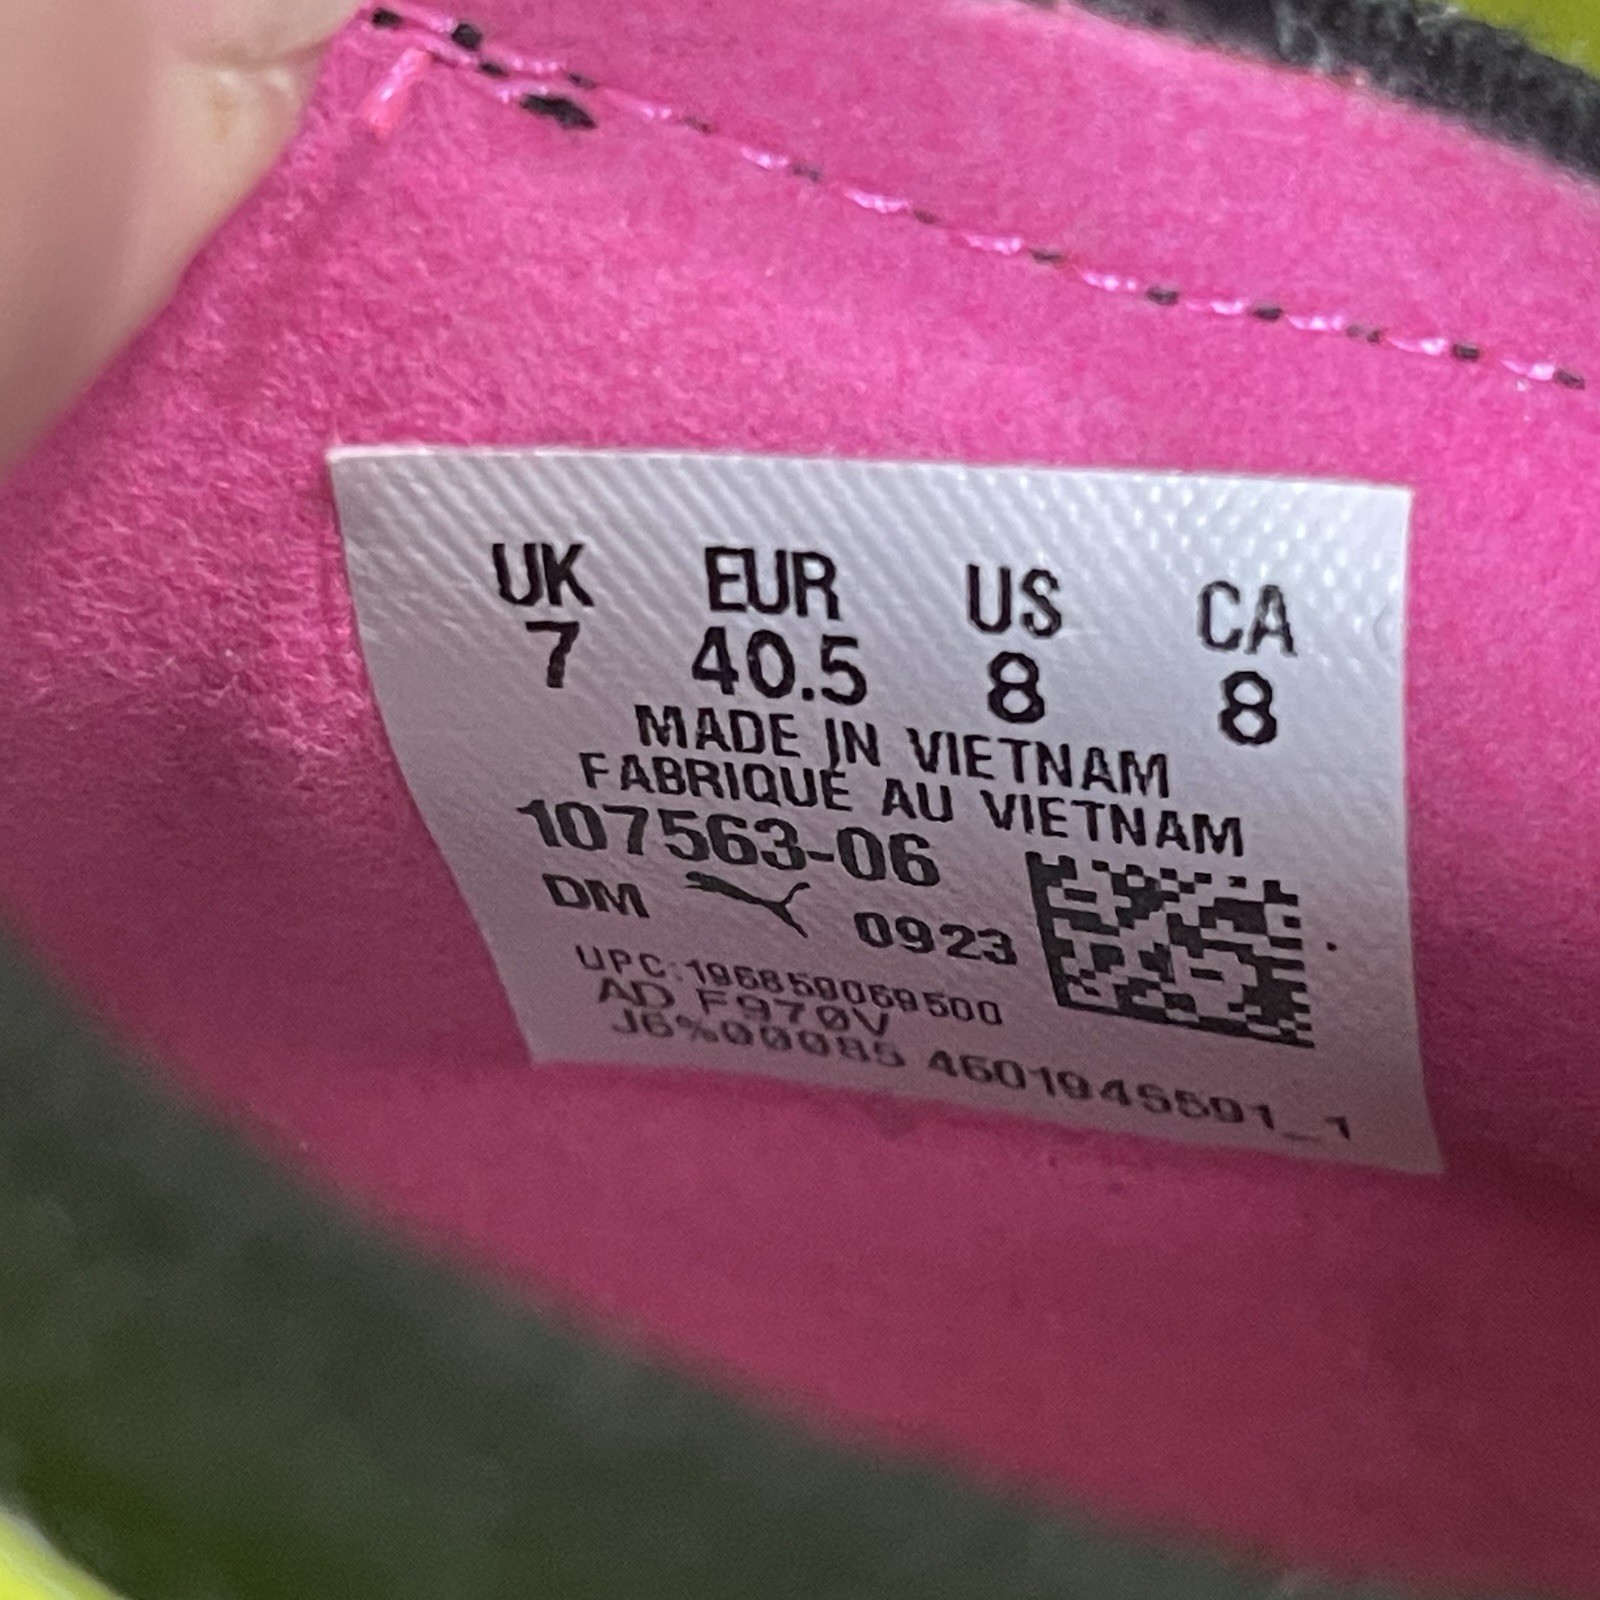 UK EUR US CA
7 40.5 8 8
MADE IN VIETNAM
FABRIQUÉ AU VIETNAM
107563-06
DM 0923
UPC:196859069500
AD F970V
J6%00085 4601945591_1